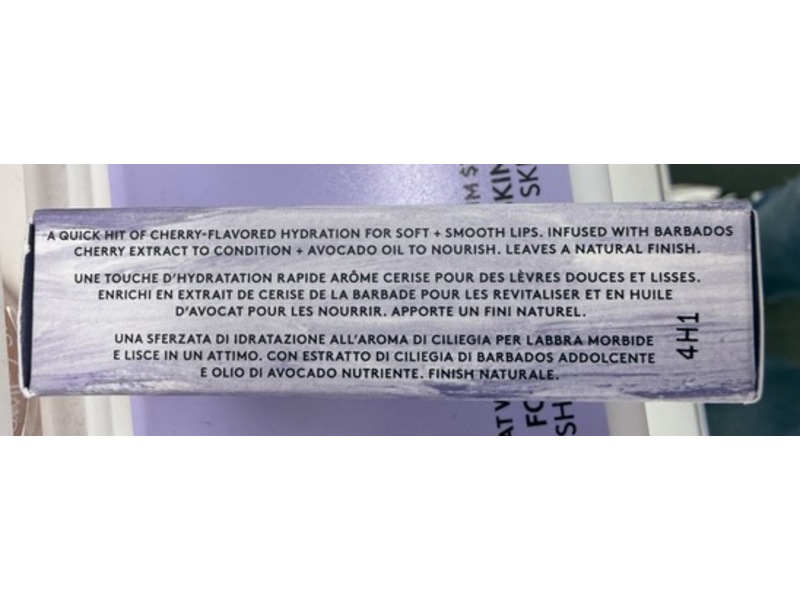 A QUICK HIT OF CHERRY-FLAVORED HYDRATION FOR SOFT + SMOOTH LIPS. INFUSED WITH BARBADOS
CHERRY EXTRACT TO CONDITION + AVOCADO OIL TO NOURISH. LEAVES A NATURAL FINISH.
UNE TOUCHE D'HYDRATATION RAPIDE ARÔME CERISE POUR DES LÈVRES DOUCES ET LISSES.
ENRICHI EN EXTRAIT DE CERISE DE LA BARBADE POUR LES REVITALISER ET EN HUILE
D'AVOCAT POUR LES NOURRIR. APPORTE UN FINI NATUREL.
UNA SFERZATA DI IDRATAZIONE ALL'AROMA DI CILIEGIA PER LABBRA MORBIDE
E LISCE IN UN ATTIMO. CON ESTRATTO DI CILIEGIA DI BARBADOS ADDOLCENTE
E OLIO DI AVOCADO NUTRIENTE. FINISH NATURALE.
4H1